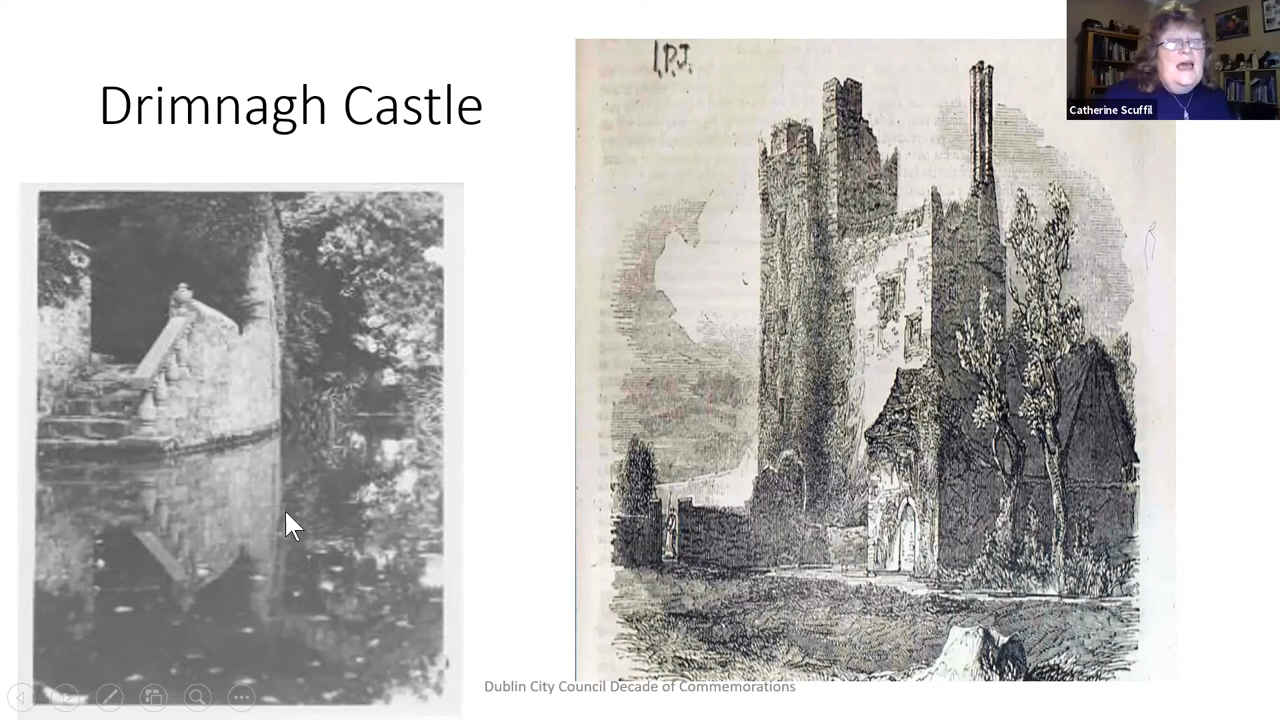 Drimnagh Castle
I.P.J.
Catherine Scuffil
Dublin City Council Decade of Commemorations